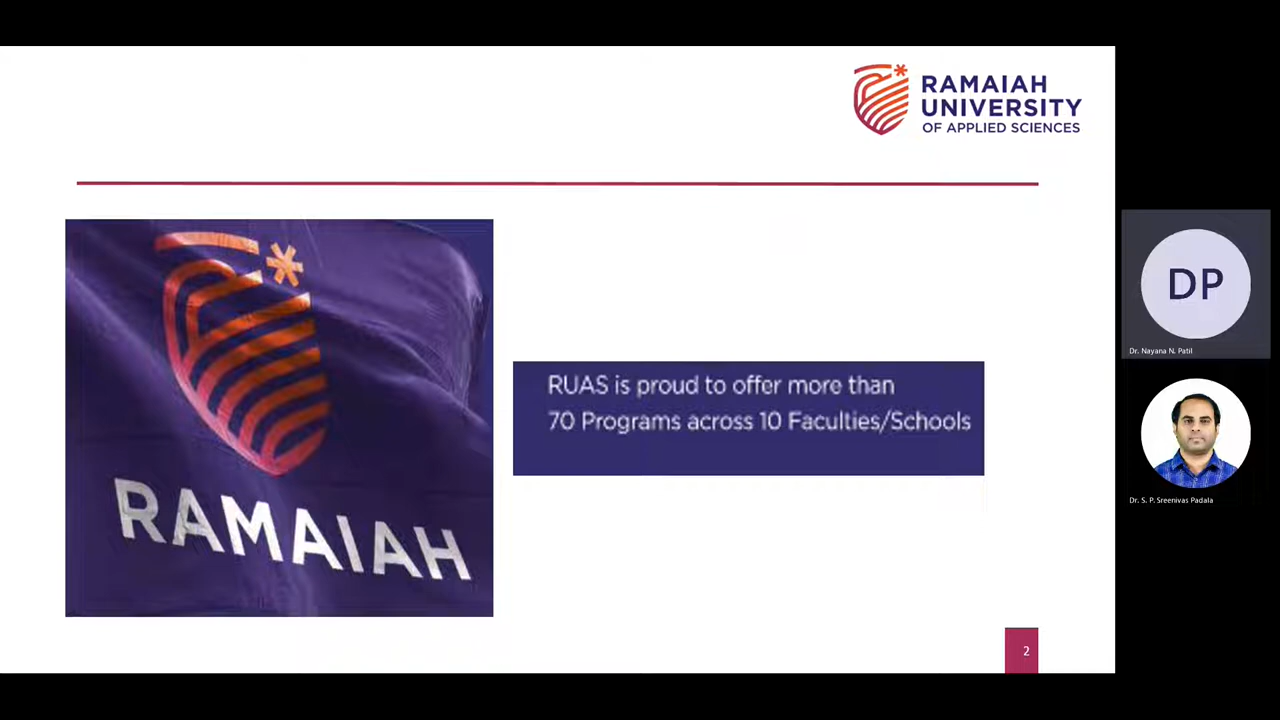 RAMAIAH
UNIVERSITY
OF APPLIED SCIENCES
RAMAIAH
RUAS is proud to offer more than
70 Programs across 10 Faculties/Schools
2
DP
Dr. Nayana N. Patil
Dr. S. P. Sreenivas Padala